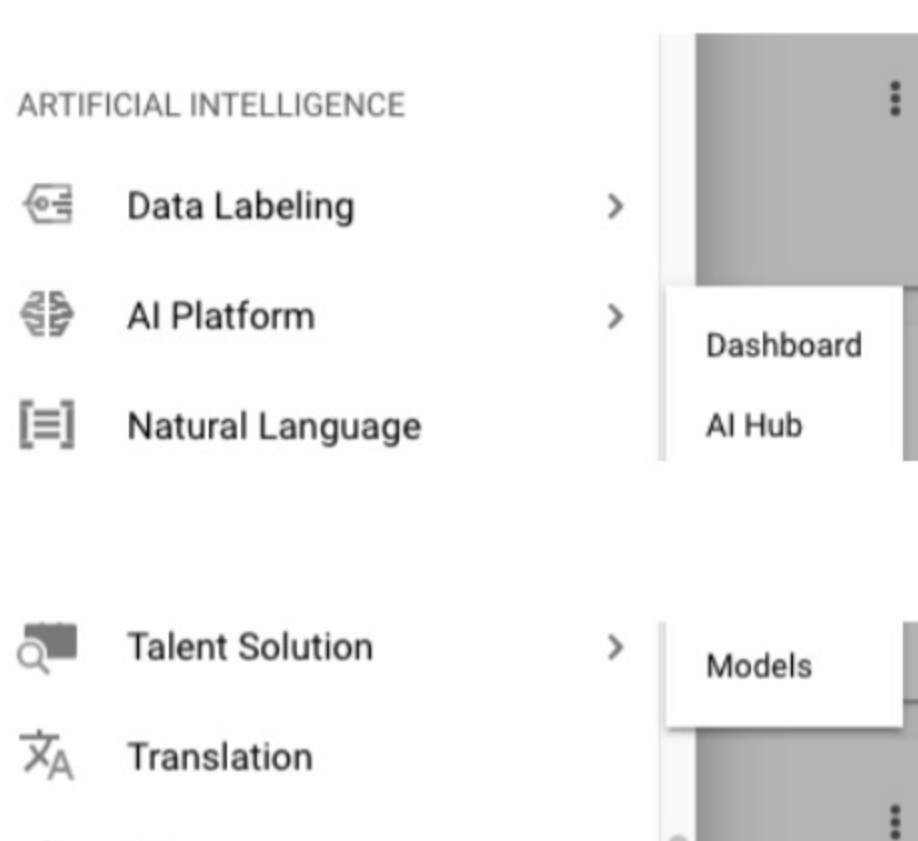 ARTIFICIAL INTELLIGENCE
Data Labeling
AI Platform
Natural Language
Dashboard
AI Hub
Talent Solution
Translation
Models